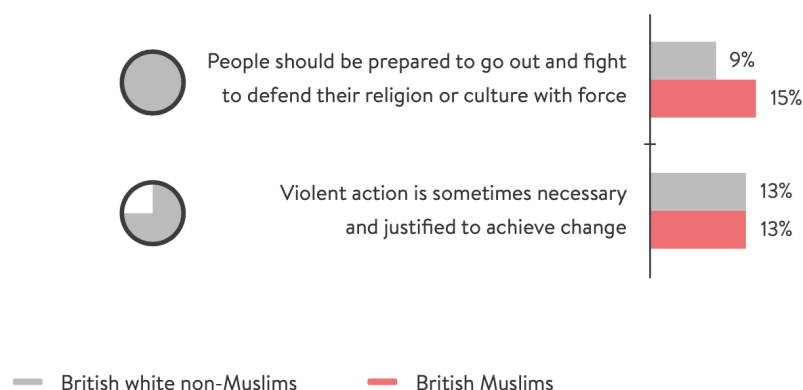 People should be prepared to go out and fight
to defend their religion or culture with force
9%
15%
Violent action is sometimes necessary
and justified to achieve change
13%
13%
British white non-Muslims
British Muslims